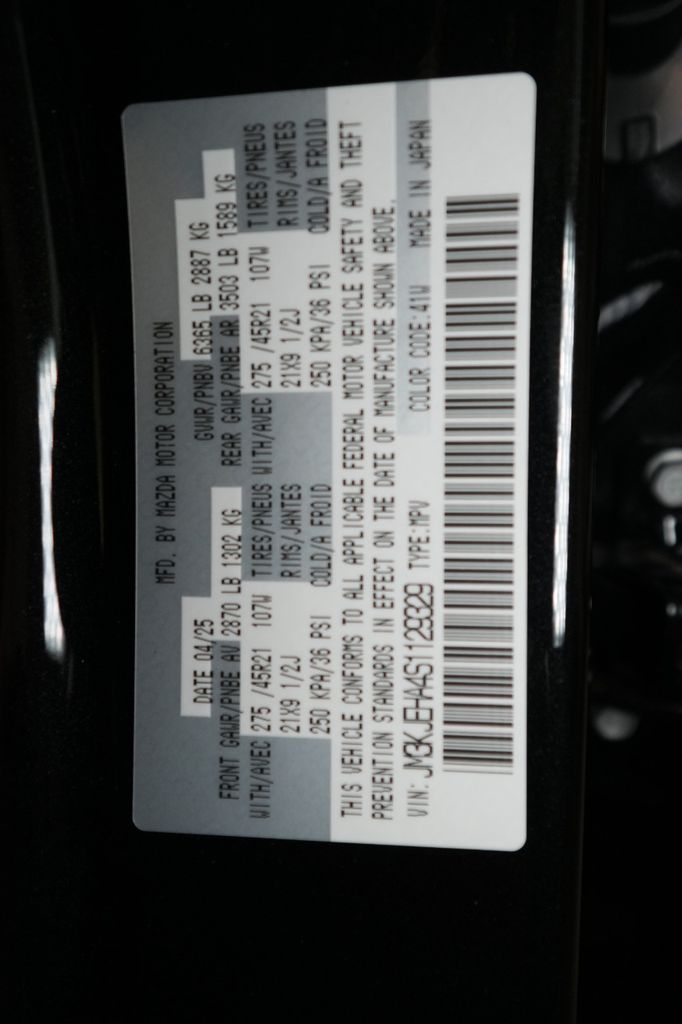 MFD. BY MAZDA MOTOR CORPORATION
DATE 04/25 GVWR/PNBV 6365 LB 2887 KG
FRONT GAWR/PNBE AV 2870 LB 1302 KG REAR GAWR/PNBE AR 3503 LB 1589 KG
WITH/AVEC 275 /45R21 107W TIRES/PNEUS WITH/AVEC 275 /45R21 107W TIRES/PNEUS
21X9 1/2J RIMS/JANTES 21X9 1/2J RIMS/JANTES
250 KPA/36 PSI COLD/A FROID 250 KPA/36 PSI COLD/A FROID
THIS VEHICLE CONFORMS TO ALL APPLICABLE FEDERAL MOTOR VEHICLE SAFETY AND THEFT
PREVENTION STANDARDS IN EFFECT ON THE DATE OF MANUFACTURE SHOWN ABOVE.
VIN: JM3KJEHA4S1129329 TYPE:MPV COLOR CODE:41W MADE IN JAPAN